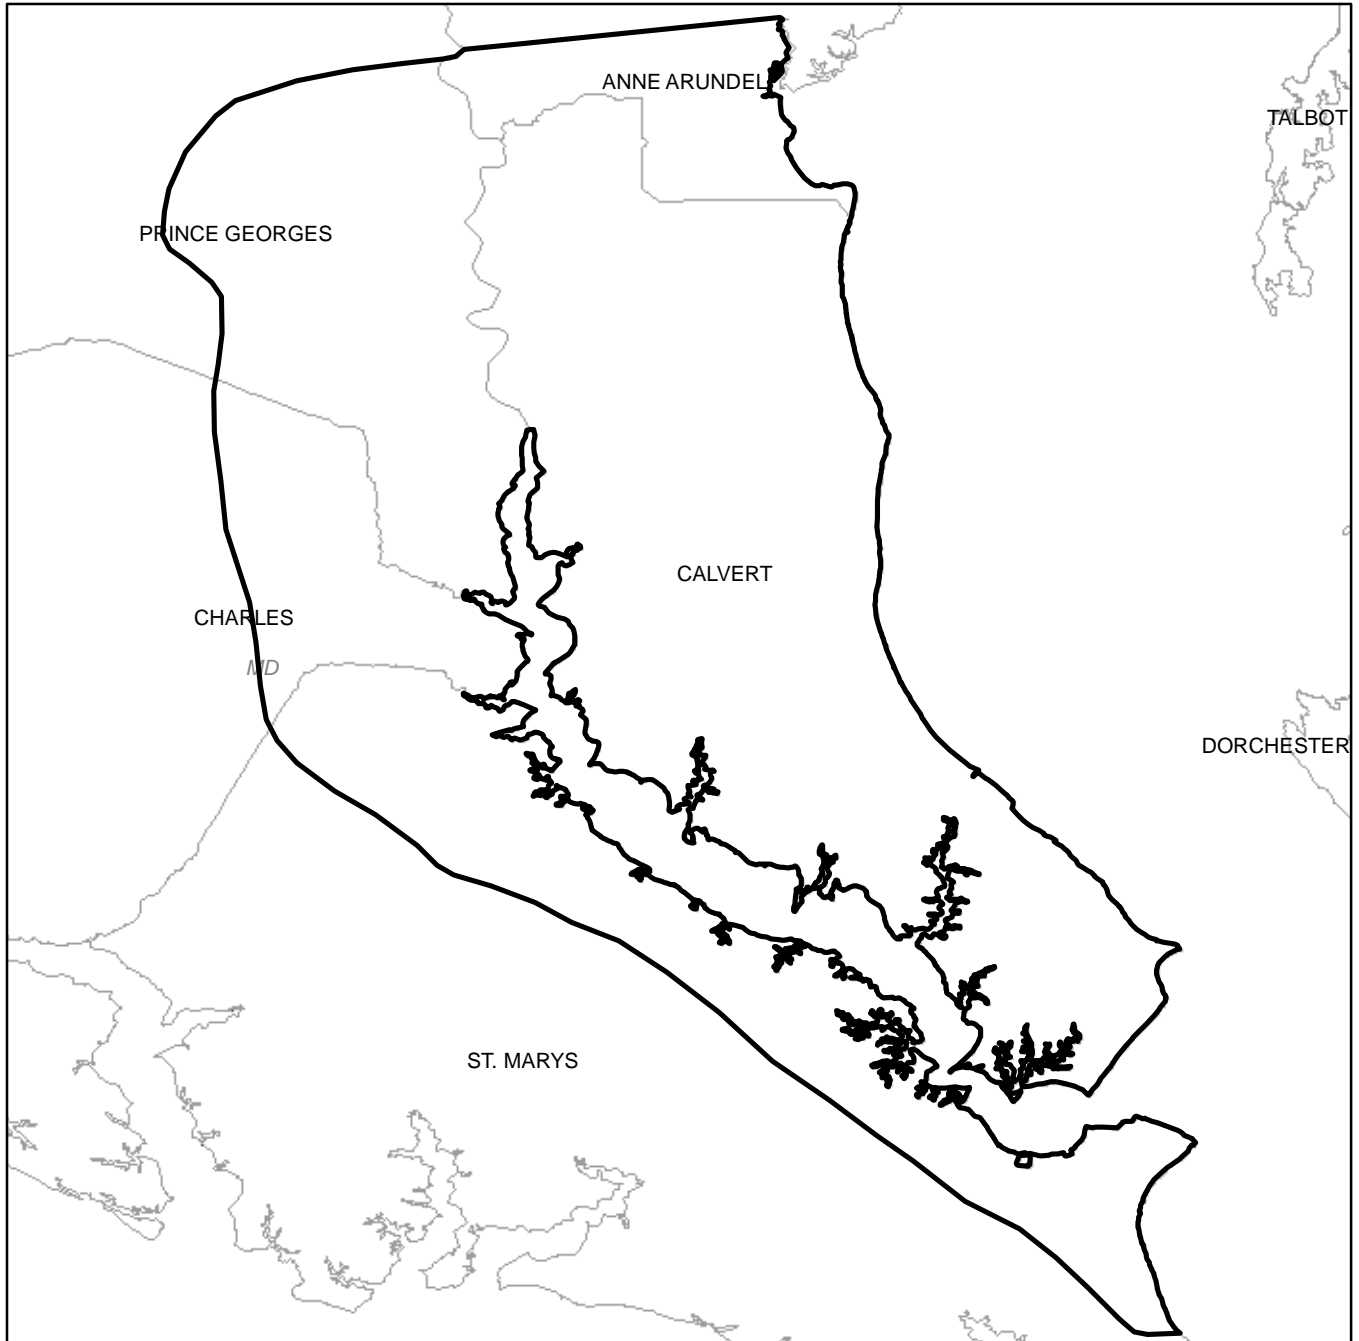 ANNE ARUNDEL
TALBOT
PRINCE GEORGES
CALVERT
CHARLES
MD
DORCHESTER
ST. MARYS